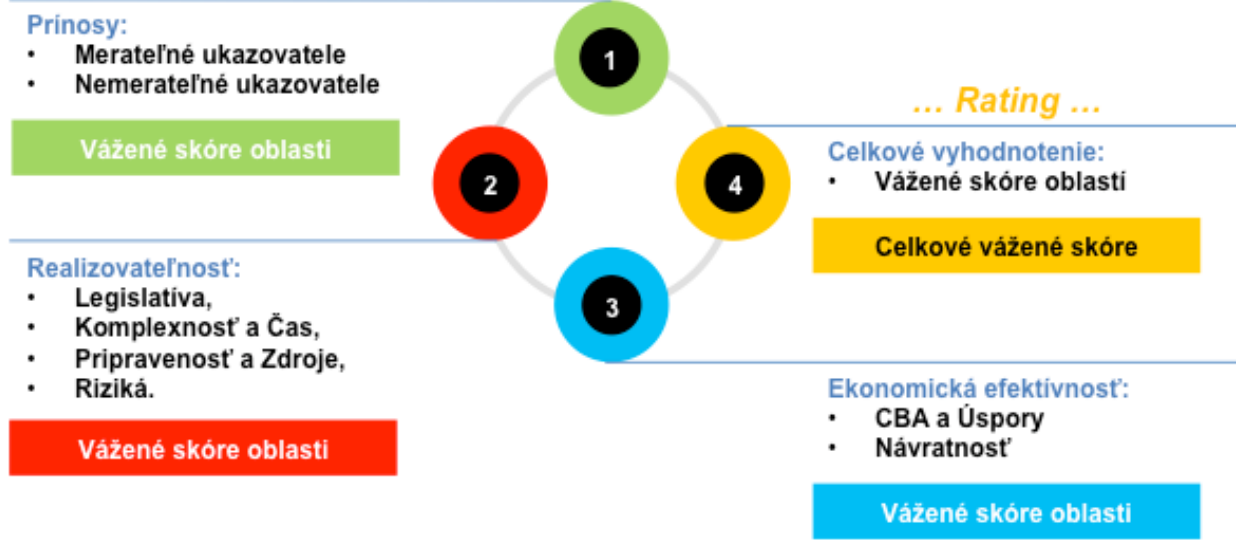 Prínosy:
• Merateľné ukazovatele
• Nemerateľné ukazovatele
Vážené skóre oblasti
1
2
Realizovateľnosť:
• Legislatíva,
• Komplexnosť a Čas,
• Pripravenosť a Zdroje,
• Riziká.
Vážené skóre oblasti
3
Ekonomická efektívnosť:
• CBA a Úspory
• Návratnosť
Vážené skóre oblasti
4
... Rating ...
Celkové vyhodnotenie:
• Vážené skóre oblastí
Celkové vážené skóre